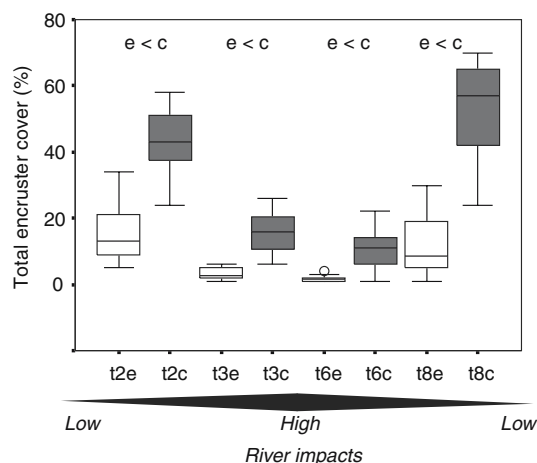 80
e < c e < c e < c e < c
60
40
20
0
Total encruster cover (%)
t2e t2c t3e t3c t6e t6c t8e t8c
Low High Low
River impacts